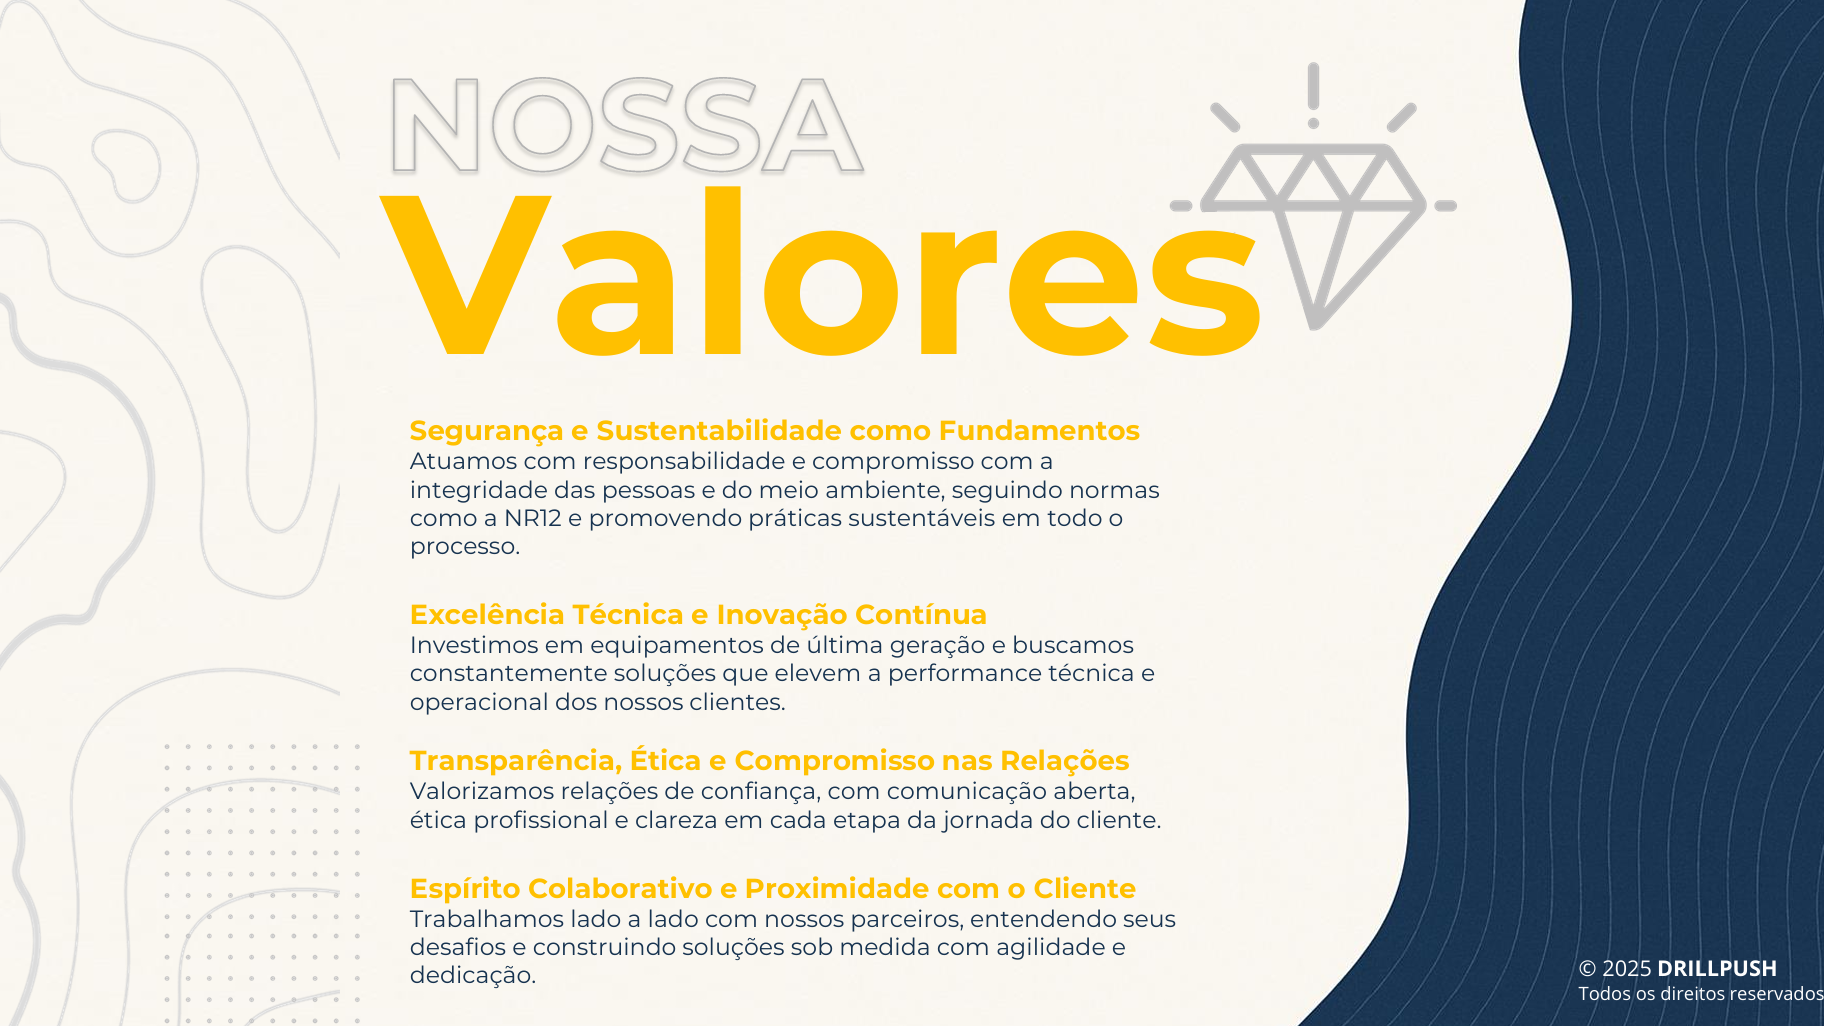 NOSSA
Valores
Segurança e Sustentabilidade como Fundamentos
Atuamos com responsabilidade e compromisso com a
integridade das pessoas e do meio ambiente, seguindo normas
como a NR12 e promovendo práticas sustentáveis em todo o
processo.
Excelência Técnica e Inovação Contínua
Investimos em equipamentos de última geração e buscamos
constantemente soluções que elevem a performance técnica e
operacional dos nossos clientes.
Transparência, Ética e Compromisso nas Relações
Valorizamos relações de confiança, com comunicação aberta,
ética profissional e clareza em cada etapa da jornada do cliente.
Espírito Colaborativo e Proximidade com o Cliente
Trabalhamos lado a lado com nossos parceiros, entendendo seus
desafios e construindo soluções sob medida com agilidade e
dedicação.
© 2025 DRILLPUSH
Todos os direitos reservados